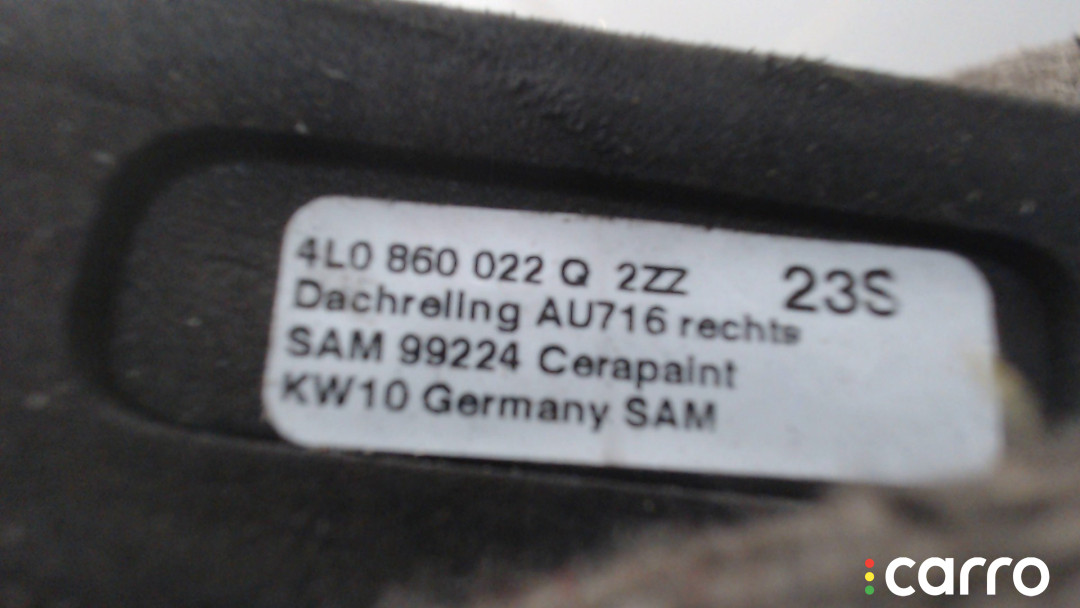 4L0 860 022 Q 2ZZ 23S
Dachreling AU716 rechts
SAM 99224 Cerapaint
KW10 Germany SAM
carro